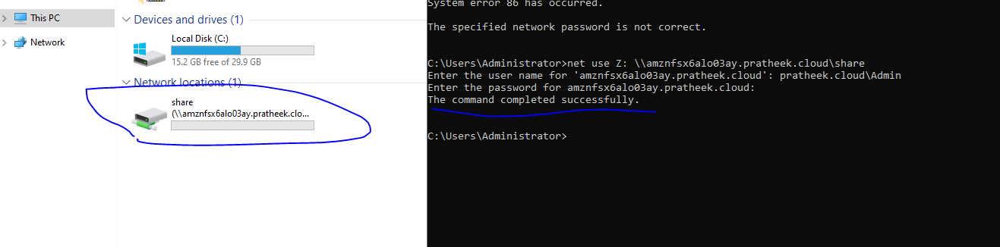 This PC
Network
Devices and drives (1)
Local Disk (C:)
15.2 GB free of 29.9 GB
Network locations (1)
share
(\\amznfsx6alo03ay.pratheek.clo...
System error 86 has occurred.
The specified network password is not correct.
C:\Users\Administrator>net use Z: \\amznfsx6alo03ay.pratheek.cloud\share
Enter the user name for 'amznfsx6alo03ay.pratheek.cloud': pratheek.cloud\Admin
Enter the password for amznfsx6alo03ay.pratheek.cloud:
The command completed successfully.
C:\Users\Administrator>